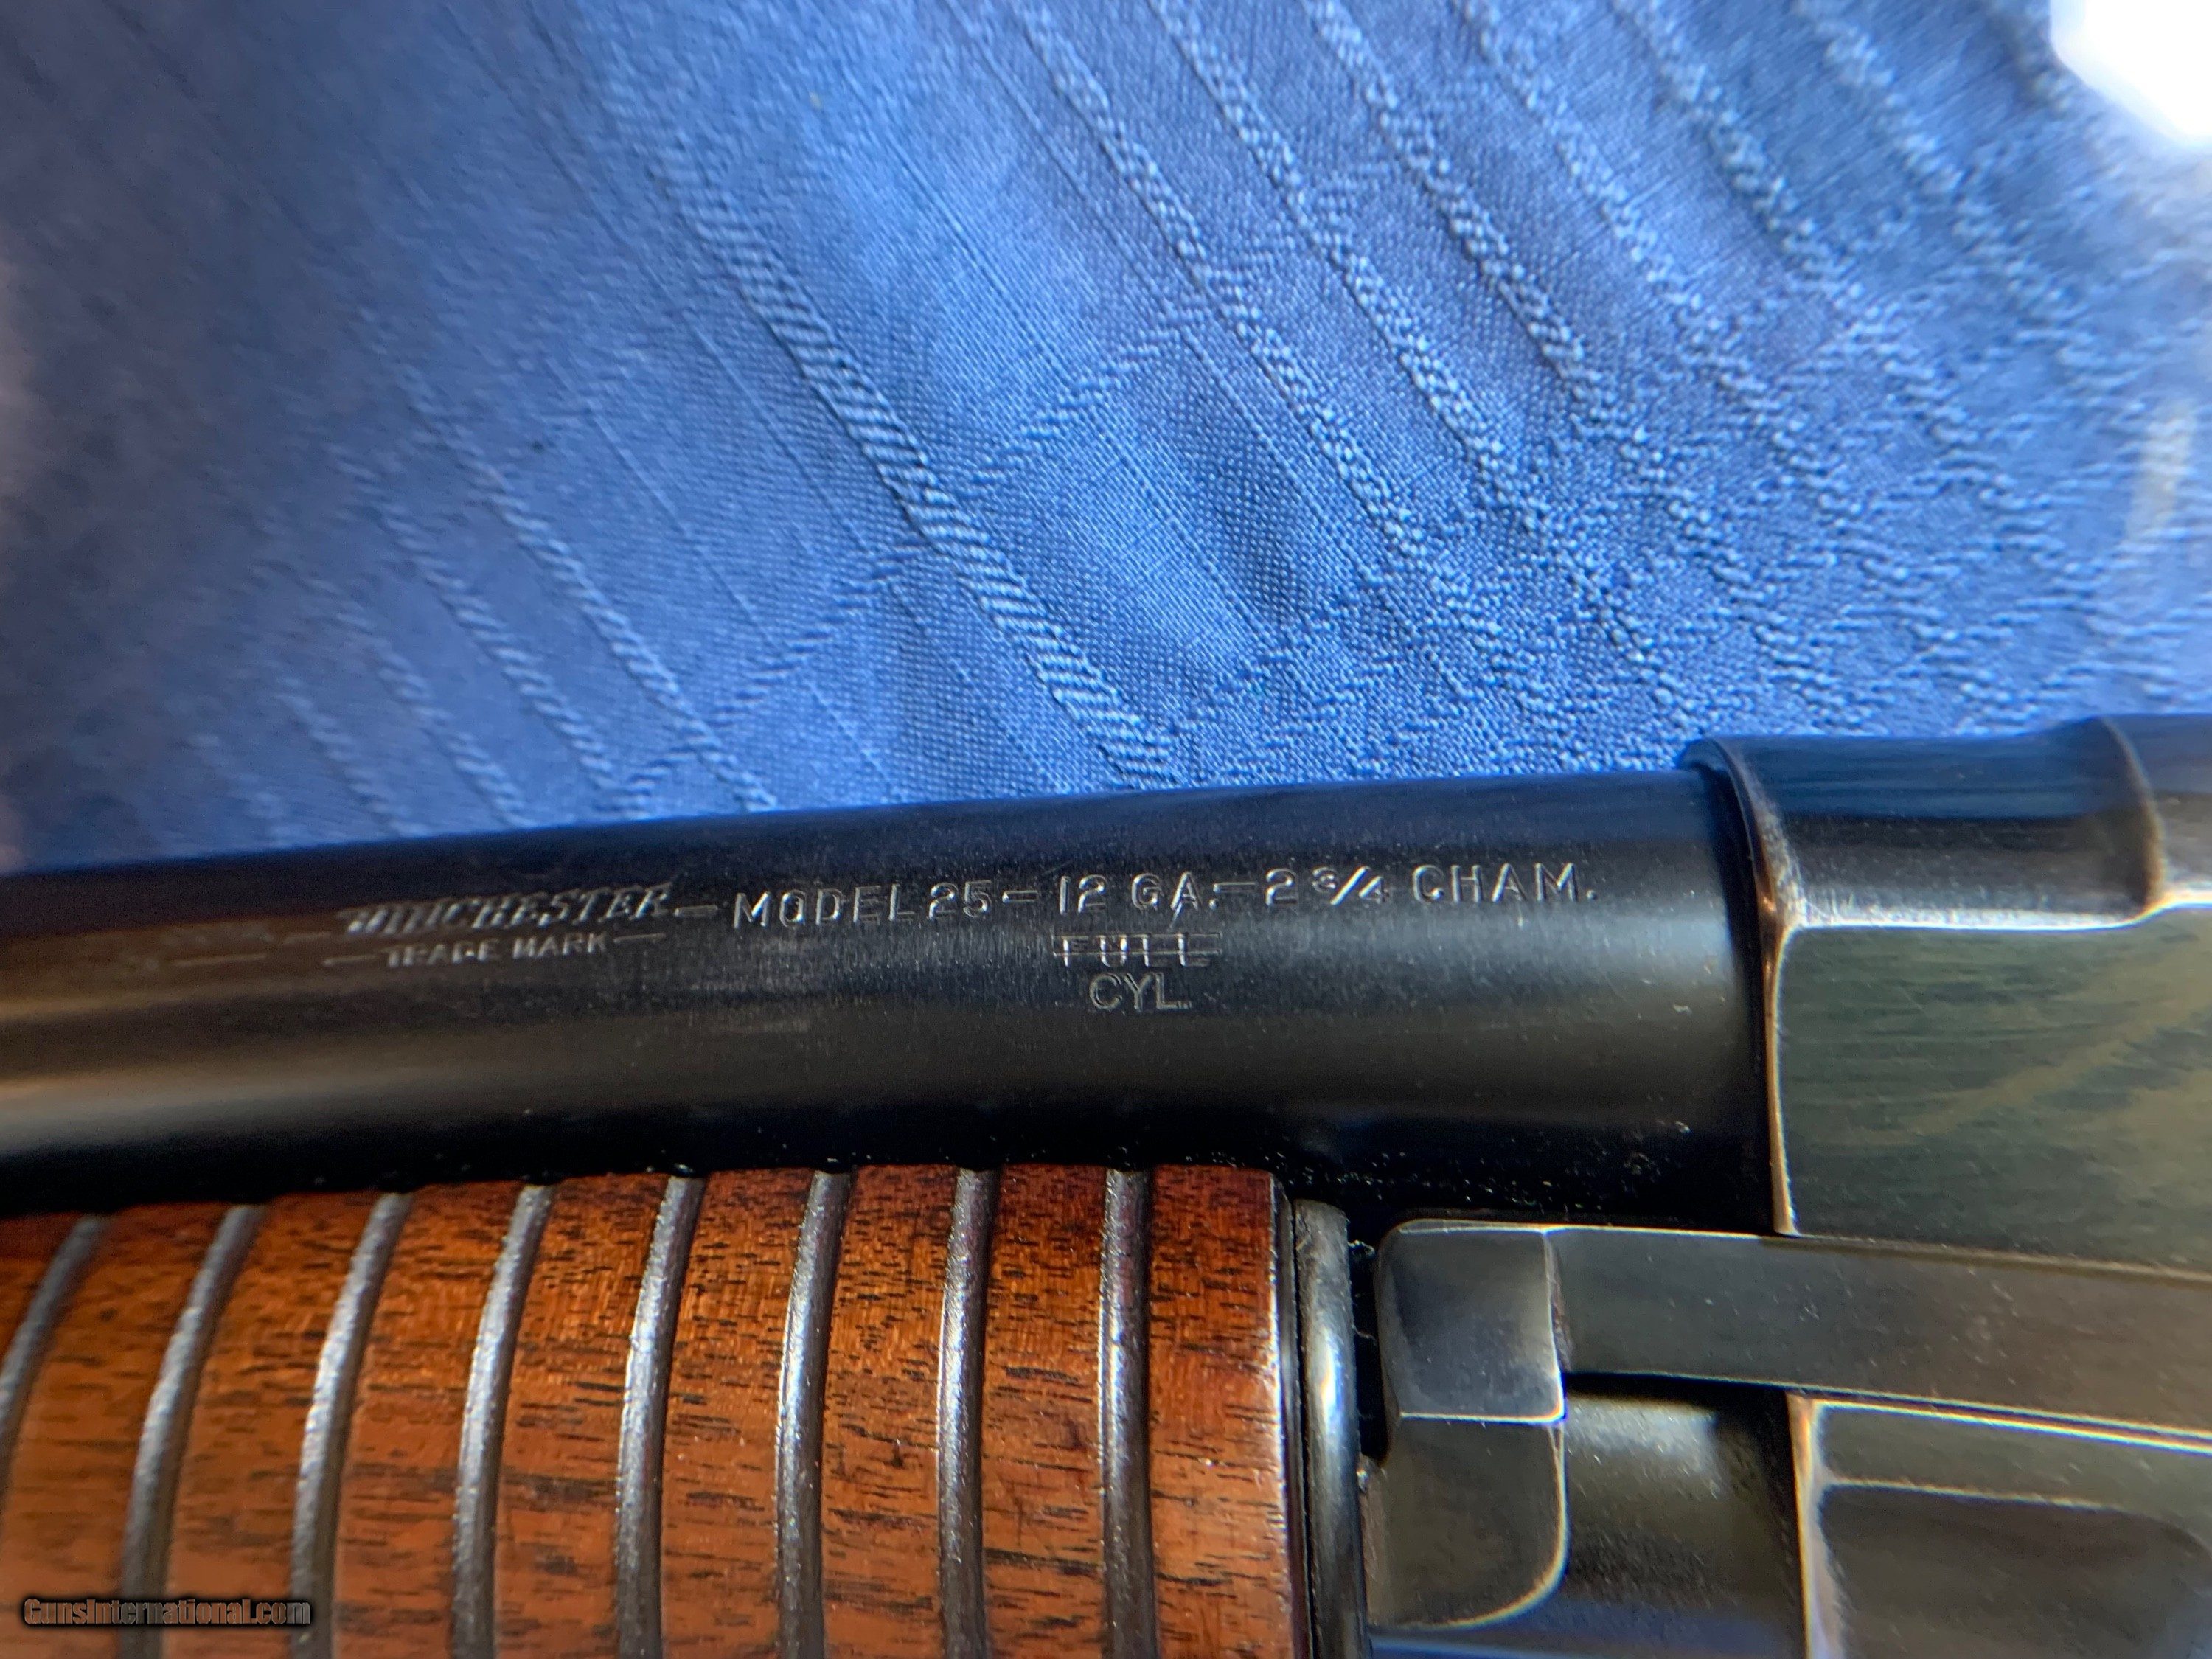 WINCHESTER – MODEL 25 – 12 GA. – 2 3/4 CHAM.
– TRADE MARK –
FULL
CYL.
GunsInternational.com